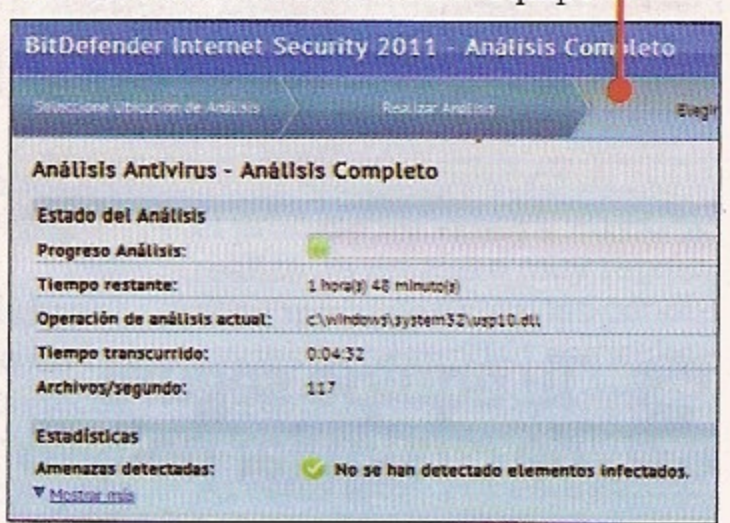 BitDefender Internet Security 2011 - Análisis Completo
Seleccione Ubicación de Análisis
Realizar Análisis
Elegir
Análisis Antivirus - Análisis Completo
Estado del Análisis
Progreso Análisis:
Tiempo restante: 1 hora(s) 48 minuto(s)
Operación de análisis actual: c:\windows\system32\usp10.dll
Tiempo transcurrido: 0:04:32
Archivos/segundo: 117
Estadísticas
Amenazas detectadas: No se han detectado elementos infectados.
Mostrar más